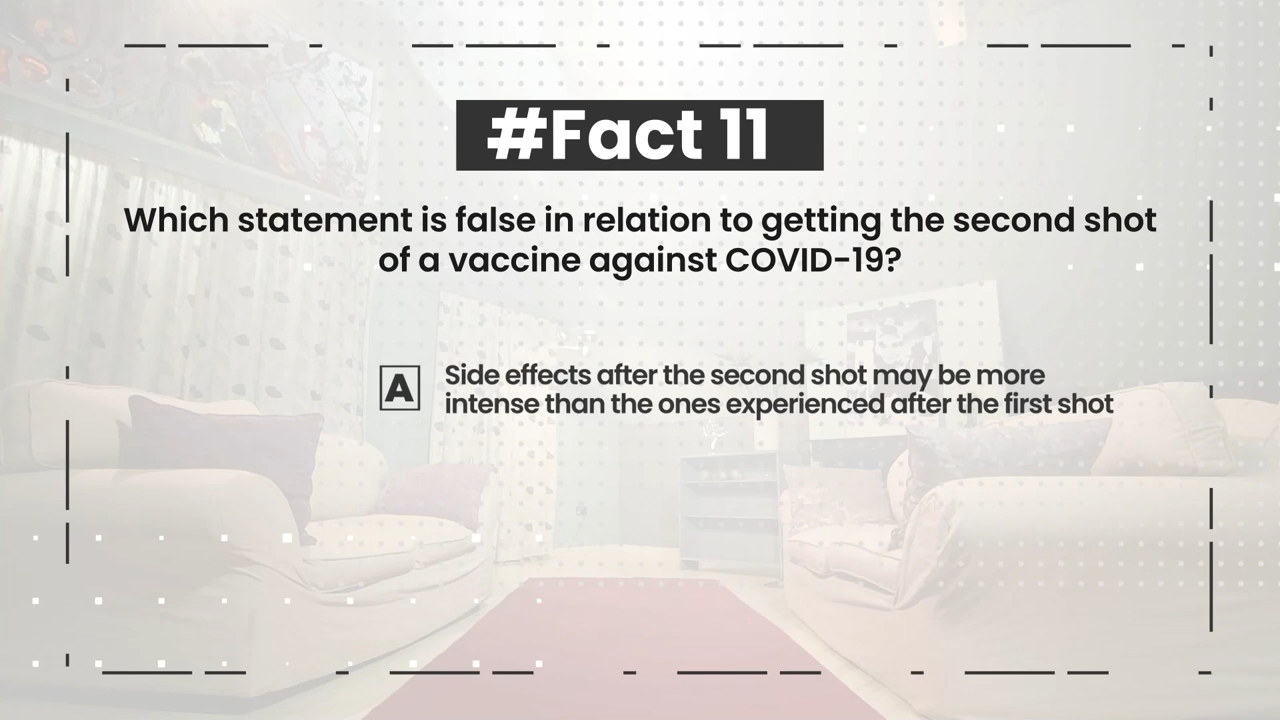 #Fact 11
Which statement is false in relation to getting the second shot
of a vaccine against COVID-19?
A Side effects after the second shot may be more
intense than the ones experienced after the first shot